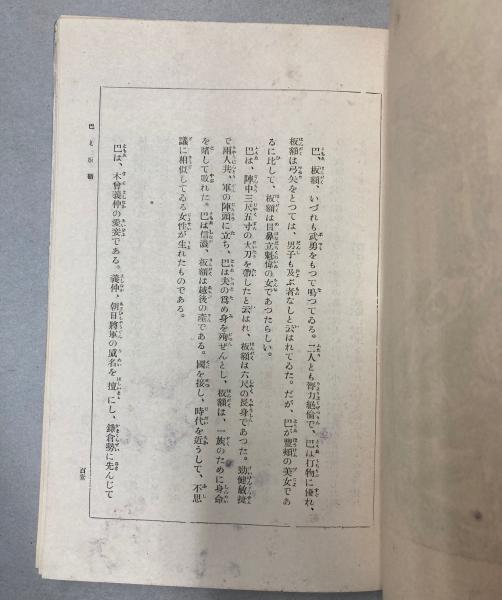 巴、板額、いづれも武勇をもつて鳴つてゐる。二人とも膂力絶倫で、巴は打物に優れ、
板額は弓矢をとつては、男子も及ぶ者なしと云はれてゐた。だが、巴が豐頬の美女であ
るに比して、板額は目鼻立魁偉の女であつたらしい。
巴は、陣中三尺五寸の大刀を帶したと云はれ、板額は六尺の長身であつた。勁健敏捷
で兩人共、軍の陣頭に立ち、巴は夫の爲め身を殉ぜんとし、板額は、一族のために身命
を賭して戰れた。巴は信濃、板額は越後の産である。國を接し、時代を近うして、不思
議に相似してゐる女性が生れたものである。
巴は、木曾義仲の愛妾である。義仲、朝日將軍の威名を擅にし、鎌倉勢に先んじて
巴と板額